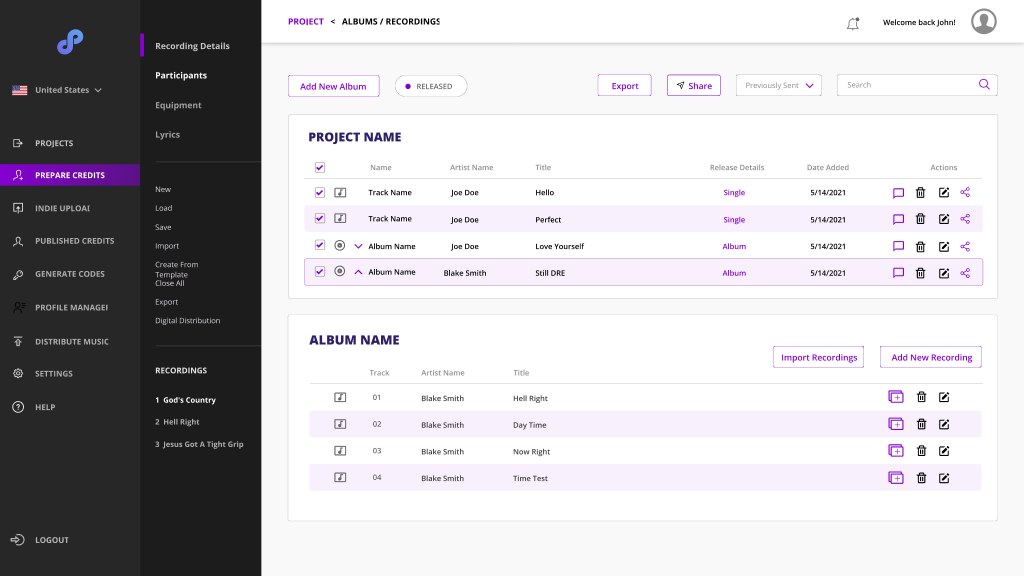 United States
PROJECTS
PREPARE CREDITS
INDIE UPLOAI
PUBLISHED CREDITS
GENERATE CODES
PROFILE MANAGEI
DISTRIBUTE MUSIC
SETTINGS
HELP
LOGOUT
Recording Details
Participants
Equipment
Lyrics
New
Load
Save
Import
Create From
Template
Close All
Export
Digital Distribution
RECORDINGS
1 God's Country
2 Hell Right
3 Jesus Got A Tight Grip
PROJECT < ALBUMS / RECORDINGS
Welcome back John!
Add New Album RELEASED Export Share Previously Sent Search
PROJECT NAME
Name Artist Name Title Release Details Date Added Actions
Track Name Joe Doe Hello Single 5/14/2021
Track Name Joe Doe Perfect Single 5/14/2021
Album Name Joe Doe Love Yourself Album 5/14/2021
Album Name Blake Smith Still DRE Album 5/14/2021
ALBUM NAME
Import Recordings Add New Recording
Track Artist Name Title
01 Blake Smith Hell Right
02 Blake Smith Day Time
03 Blake Smith Now Right
04 Blake Smith Time Test